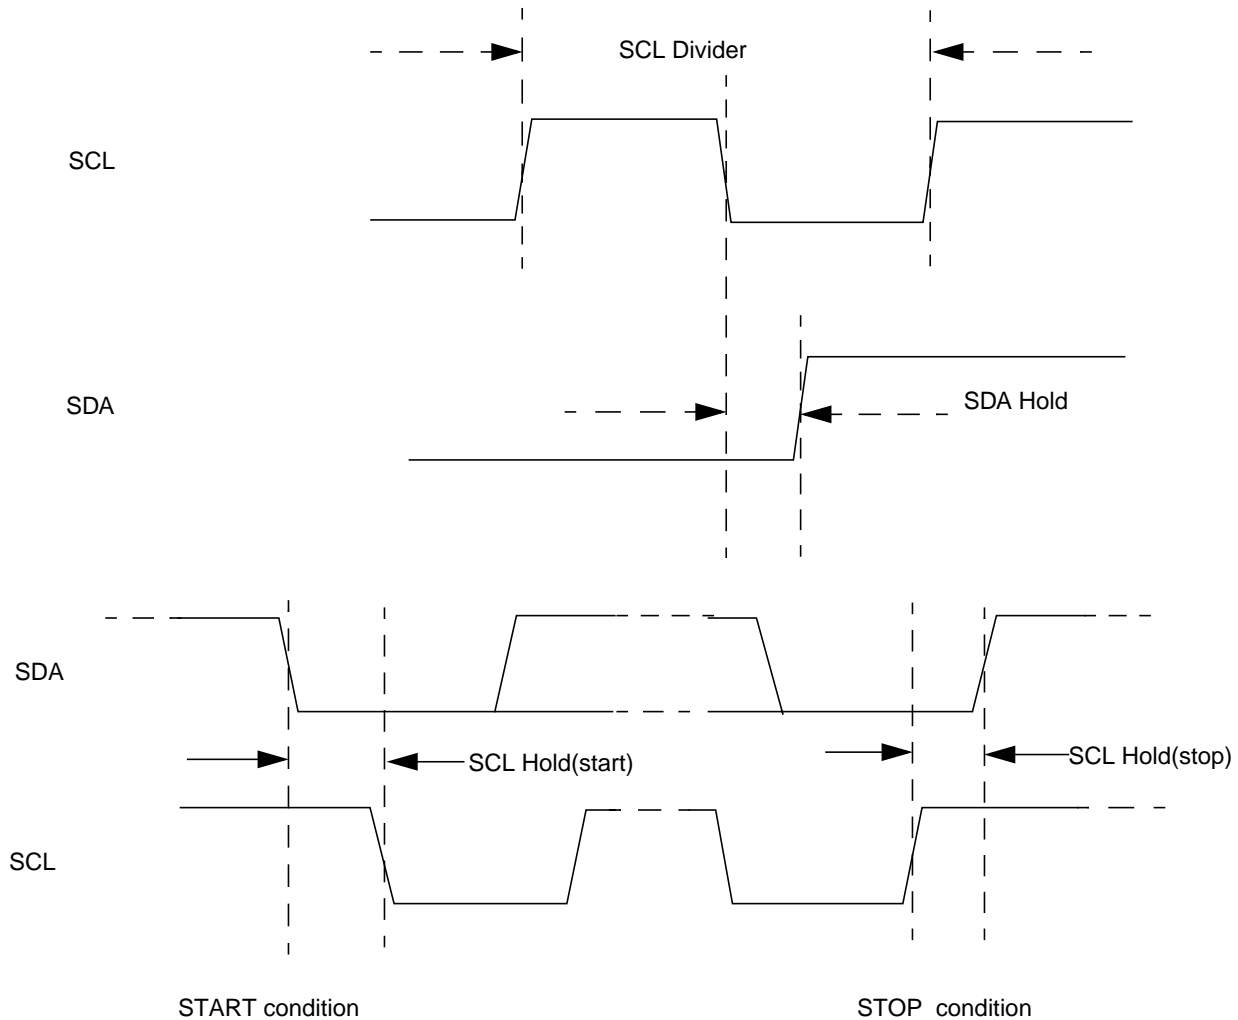 SCL Divider
SCL
SDA
SDA Hold
SDA
SCL Hold(start)
SCL Hold(stop)
SCL
START condition
STOP condition